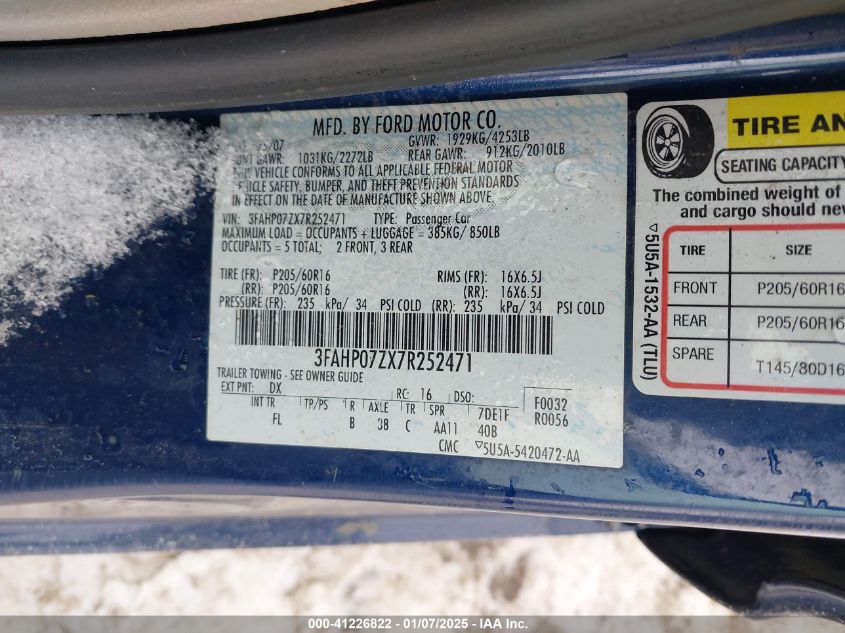 MFD. BY FORD MOTOR CO.
5/07 GVWR: 1929KG/4253LB
GAWR: 1031KG/2272LB REAR GAWR: 912KG/2010LB
VEHICLE CONFORMS TO ALL APPLICABLE FEDERAL MOTOR
VEHICLE SAFETY, BUMPER, AND THEFT PREVENTION STANDARDS
IN EFFECT ON THE DATE OF MANUFACTURE SHOWN ABOVE.
VIN: 3FAHP07ZX7R252471 TYPE: Passenger Car
MAXIMUM LOAD = OCCUPANTS + LUGGAGE = 385KG/ 850LB
OCCUPANTS = 5 TOTAL; 2 FRONT, 3 REAR
TIRE (FR): P205/60R16 RIMS (FR): 16X6.5J
(RR): P205/60R16 (RR): 16X6.5J
PRESSURE (FR): 235 kPa/ 34 PSI COLD (RR): 235 kPa/ 34 PSI COLD
3FAHP07ZX7R252471
TRAILER TOWING - SEE OWNER GUIDE
EXT PNT: DX RC: 16 DSO: F0032
INT TR TP/PS R AXLE TR SPR 7DE1F R0056
FL B 38 C AA11 40B
CMC ▽5U5A-5420472-AA
TIRE AN
SEATING CAPACITY
The combined weight of
and cargo should nev
▽5U5A-1532-AA (TLU)
TIRE SIZE
FRONT P205/60R16
REAR P205/60R16
SPARE T145/80D16
000-41226822 - 01/07/2025 - IAAI.com